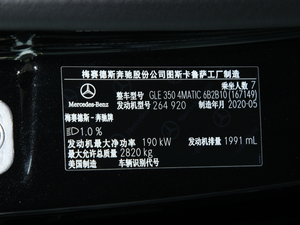 梅赛德斯奔驰股份公司图斯卡鲁萨工厂制造
乘坐人数 7
整车型号 GLE 350 4MATIC 6B2B10 (167149)
发动机型号 264 920 制造年月 2020-05
Mercedes-Benz
梅赛德斯-奔驰牌
1.0 %
发动机最大净功率 190 kW 发动机排量 1991 mL
最大允许总质量 2820 kg
美国制造 车辆识别代号